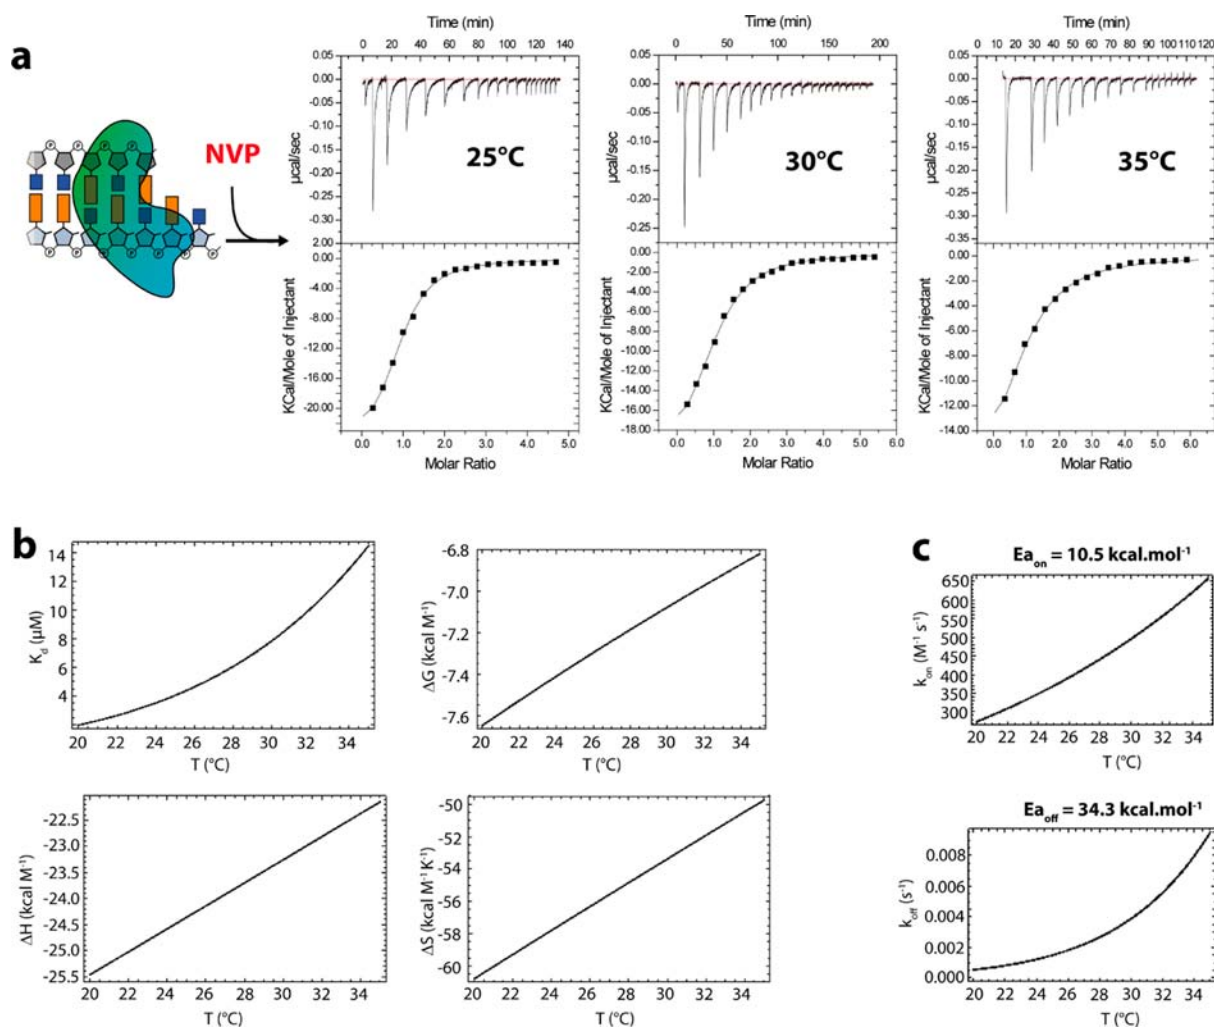 a
NVP
P P P P
P P P P P P
Time (min)
0 20 40 60 80 100 120 140
0.05
0.00
-0.05
-0.10
-0.15
-0.20
-0.25
-0.30
µcal/sec
25°C
2.00
0.00
-4.00
-8.00
-12.00
-16.00
-20.00
KCal/Mole of Injectant
0.0 1.0 2.0 3.0 4.0 5.0
Molar Ratio
Time (min)
0 50 100 150 200
0.05
0.00
-0.05
-0.10
-0.15
-0.20
-0.25
µcal/sec
30°C
0.00
-2.00
-4.00
-6.00
-8.00
-10.00
-12.00
-14.00
-16.00
-18.00
KCal/Mole of Injectant
0.0 1.0 2.0 3.0 4.0 5.0 6.0
Molar Ratio
Time (min)
0 10 20 30 40 50 60 70 80 90 100 110 120
0.05
0.00
-0.05
-0.10
-0.15
-0.20
-0.25
-0.30
-0.35
µcal/sec
35°C
0.00
-2.00
-4.00
-6.00
-8.00
-10.00
-12.00
-14.00
KCal/Mole of Injectant
0.0 1.0 2.0 3.0 4.0 5.0 6.0
Molar Ratio
b
14
12
10
8
6
4
K_d (µM)
20 22 24 26 28 30 32 34
T (°C)
-6.8
-7.0
-7.2
-7.4
-7.6
ΔG (kcal M⁻¹)
20 22 24 26 28 30 32 34
T (°C)
-22.5
-23.0
-23.5
-24.0
-24.5
-25.0
-25.5
ΔH (kcal M⁻¹)
20 22 24 26 28 30 32 34
T (°C)
-50
-52
-54
-56
-58
-60
ΔS (kcal M⁻¹ K⁻¹)
20 22 24 26 28 30 32 34
T (°C)
c
Ea_on = 10.5 kcal.mol⁻¹
650
600
550
500
450
400
350
300
k_on (M⁻¹ s⁻¹)
20 22 24 26 28 30 32 34
T (°C)
Ea_off = 34.3 kcal.mol⁻¹
0.008
0.006
0.004
0.002
0.000
k_off (s⁻¹)
20 22 24 26 28 30 32 34
T (°C)